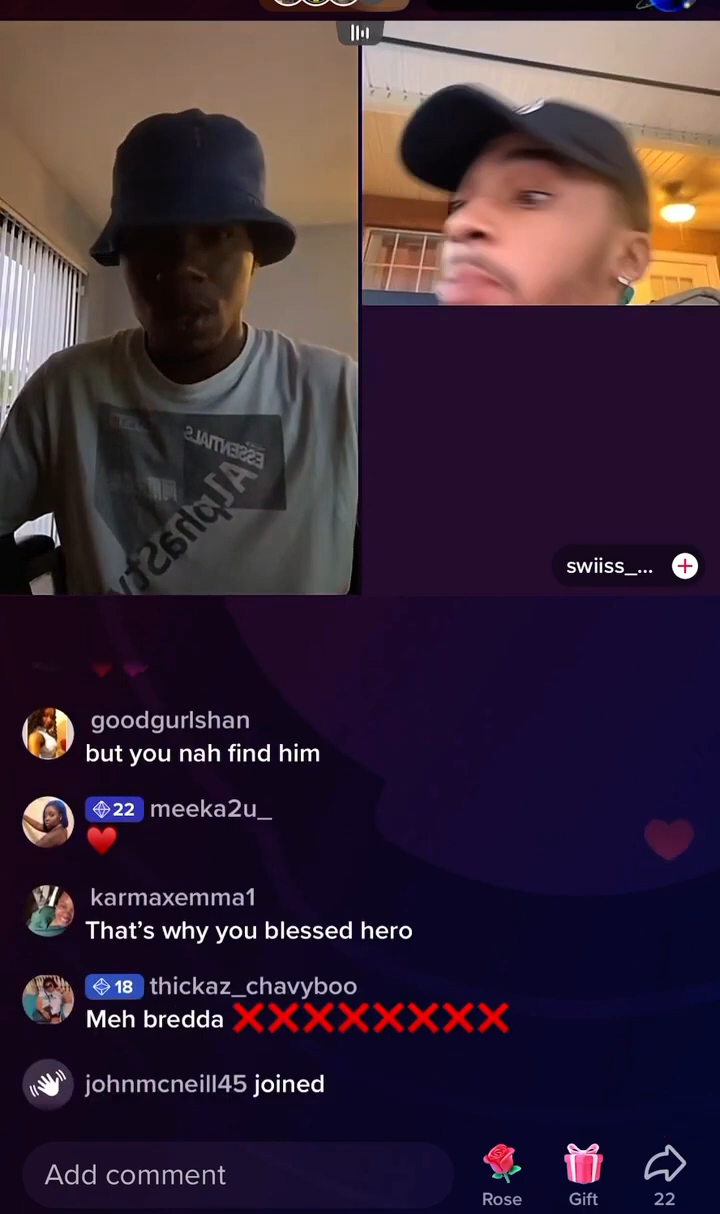 ESSENTIALS
Alphasty
swiiss_...
goodgurlshan
but you nah find him
22 meeka2u_
karmaxemma1
That's why you blessed hero
18 thickaz_chavyboo
Meh bredda
johnmcneill45 joined
Add comment
Rose
Gift
22